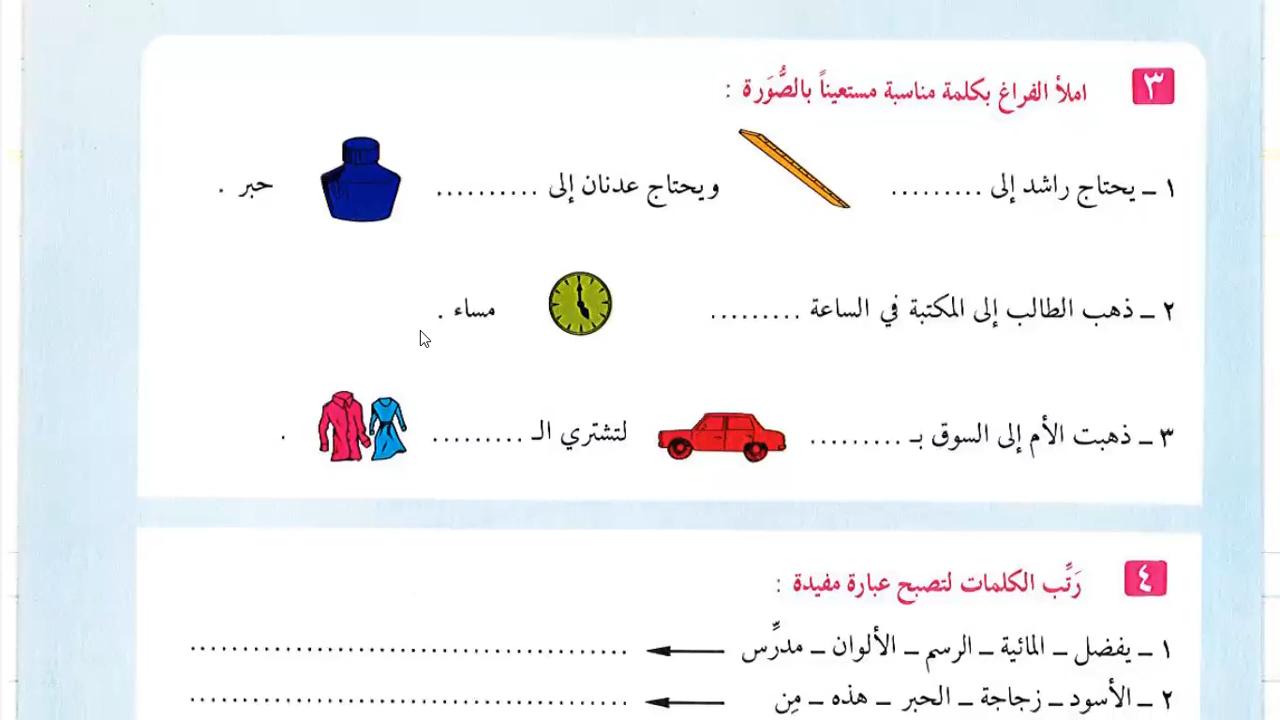 ٣ املأ الفراغ بكلمة مناسبة مستعيناً بالصُّوَرة :
١ ـ يحتاج راشد إلى ......... ويحتاج عدنان إلى .......... حبر .
٢ ـ ذهب الطالب إلى المكتبة في الساعة ......... مساء .
٣ ـ ذهبت الأم إلى السوق بـ ......... لتشتري الـ ......... .
٤ رَتِّب الكلمات لتصبح عبارة مفيدة :
١ ـ يفضل ـ المائية ـ الرسم ـ الألوان ـ مدرِّس ← ..........................................
٢ ـ الأسود ـ زجاجة ـ الحبر ـ هذه ـ مِن ← ..........................................